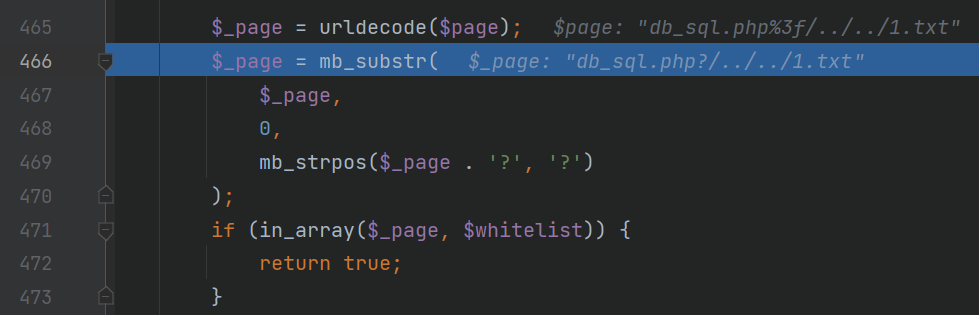 465 $_page = urldecode($page); $page: "db_sql.php%3f/../../1.txt"
466 $_page = mb_substr( $_page: "db_sql.php?/../../1.txt"
467 $_page,
468 0,
469 mb_strpos($_page . '?', '?')
470 );
471 if (in_array($_page, $whitelist)) {
472 return true;
473 }